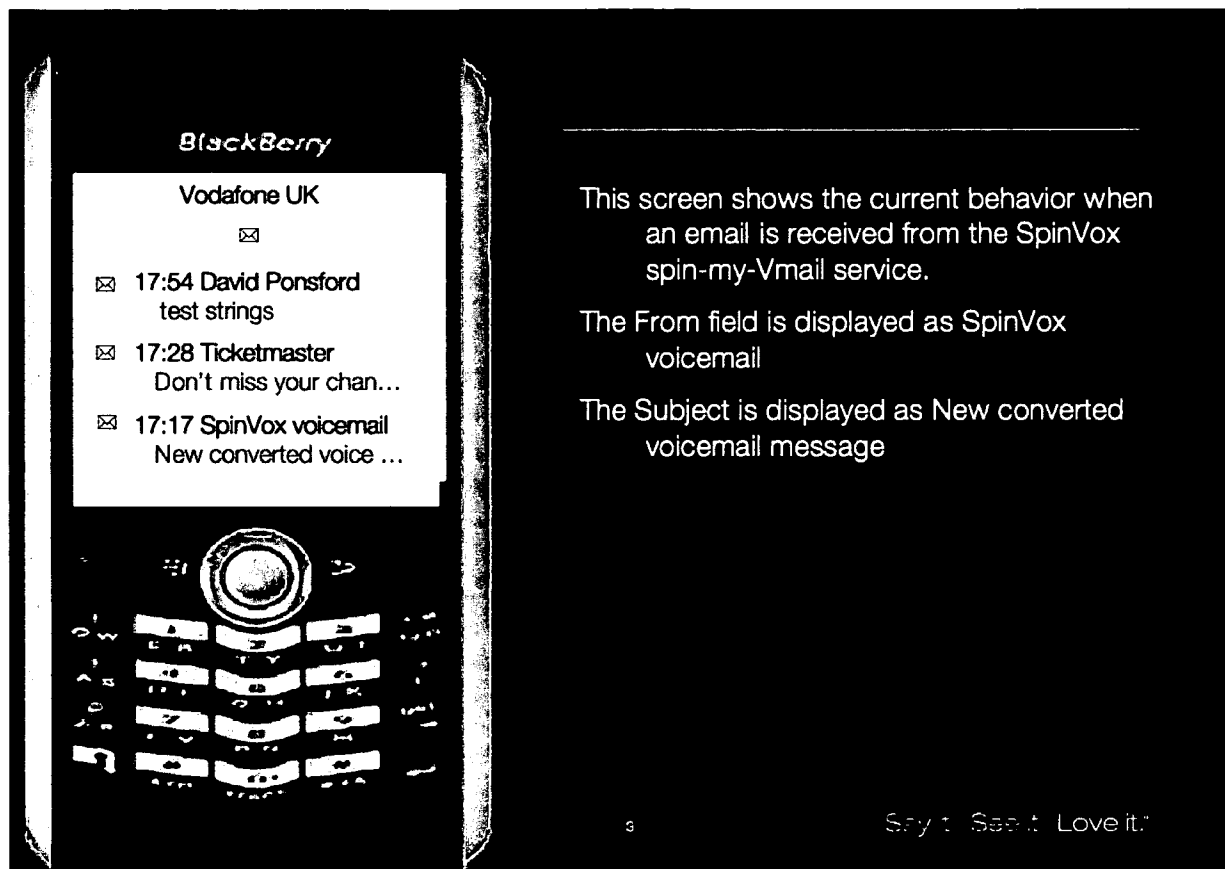 BlackBerry
Vodafone UK
17:54 David Ponsford
test strings
17:28 Ticketmaster
Don't miss your chan...
17:17 SpinVox voicemail
New converted voice ...
This screen shows the current behavior when
an email is received from the SpinVox
spin-my-Vmail service.
The From field is displayed as SpinVox
voicemail
The Subject is displayed as New converted
voicemail message
Love it.